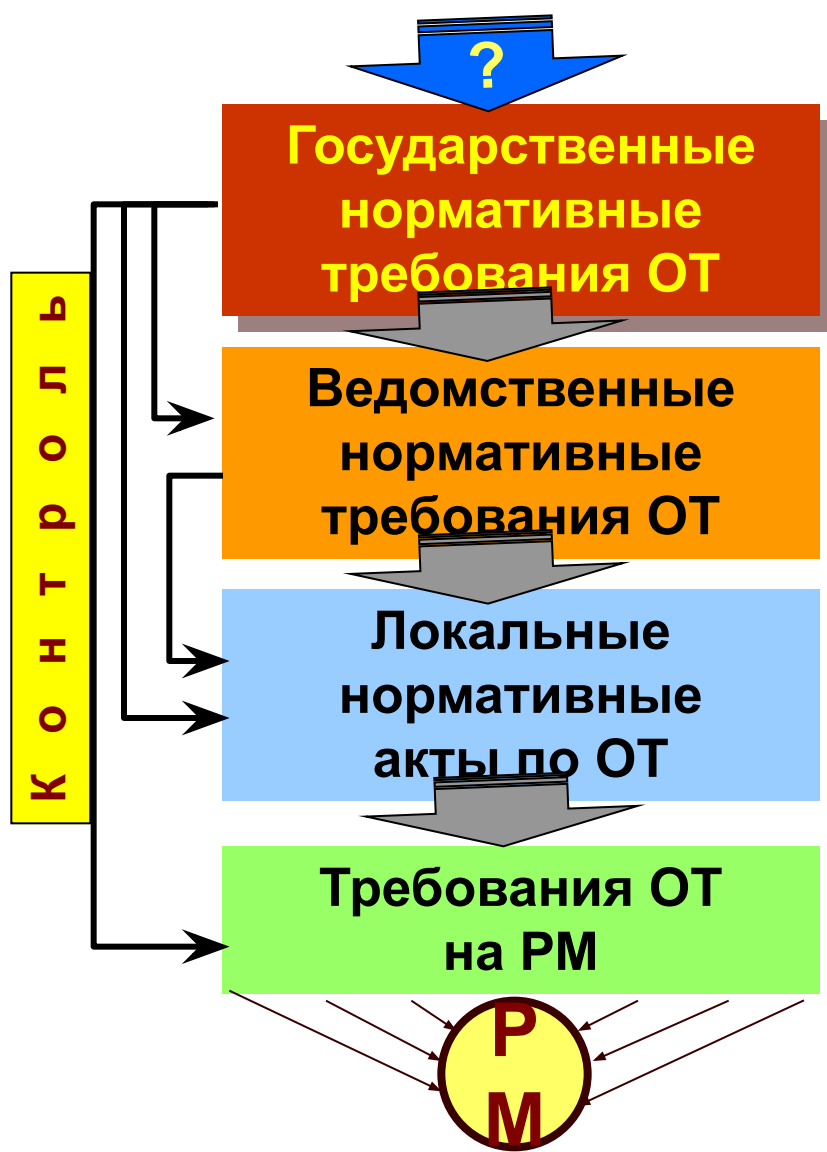 ?
Государственные
нормативные
требования ОТ
Контроль
Ведомственные
нормативные
требования ОТ
Локальные
нормативные
акты по ОТ
Требования ОТ
на РМ
Р
М